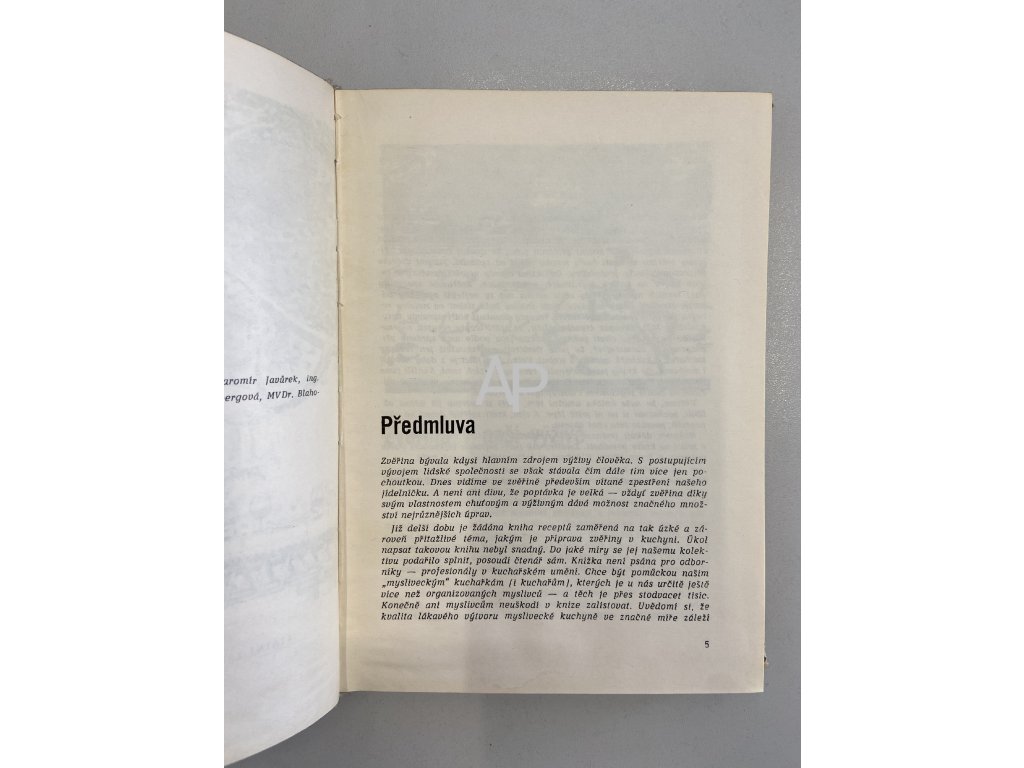 aromír Javůrek, ing.
ergová, MVDr. Blaho-
AP
Předmluva
Zvěřina bývala kdysi hlavním zdrojem výživy člověka. S postupujícím
vývojem lidské společnosti se však stávala čím dále tím více jen po-
choutkou. Dnes vidíme ve zvěřině především vítané zpestření našeho
jídelníčku. A není ani divu, že poptávka je velká — vždyť zvěřina díky
svým vlastnostem chuťovým a výživným dává možnost značného množ-
ství nejrůznějších úprav.
Již delší dobu je žádána kniha receptů zaměřená na tak úzké a zá-
roveň přitažlivé téma, jakým je příprava zvěřiny v kuchyni. Úkol
napsat takovou knihu nebyl snadný. Do jaké míry se jej našemu kolek-
tivu podařilo splnit, posoudí čtenář sám. Knížka není psána pro odbor-
níky — profesionály v kuchařském umění. Chce být pomůckou našim
„mysliveckým" kuchařkám (i kuchařům), kterých je u nás určitě ještě
více než organizovaných myslivců — a těch je přes stodvacet tisíc.
Konečně ani myslivcům neuškodí v knize zalistovat. Uvědomí si, že
kvalita lákavého výtvoru myslivecké kuchyně ve značné míře záleží
5